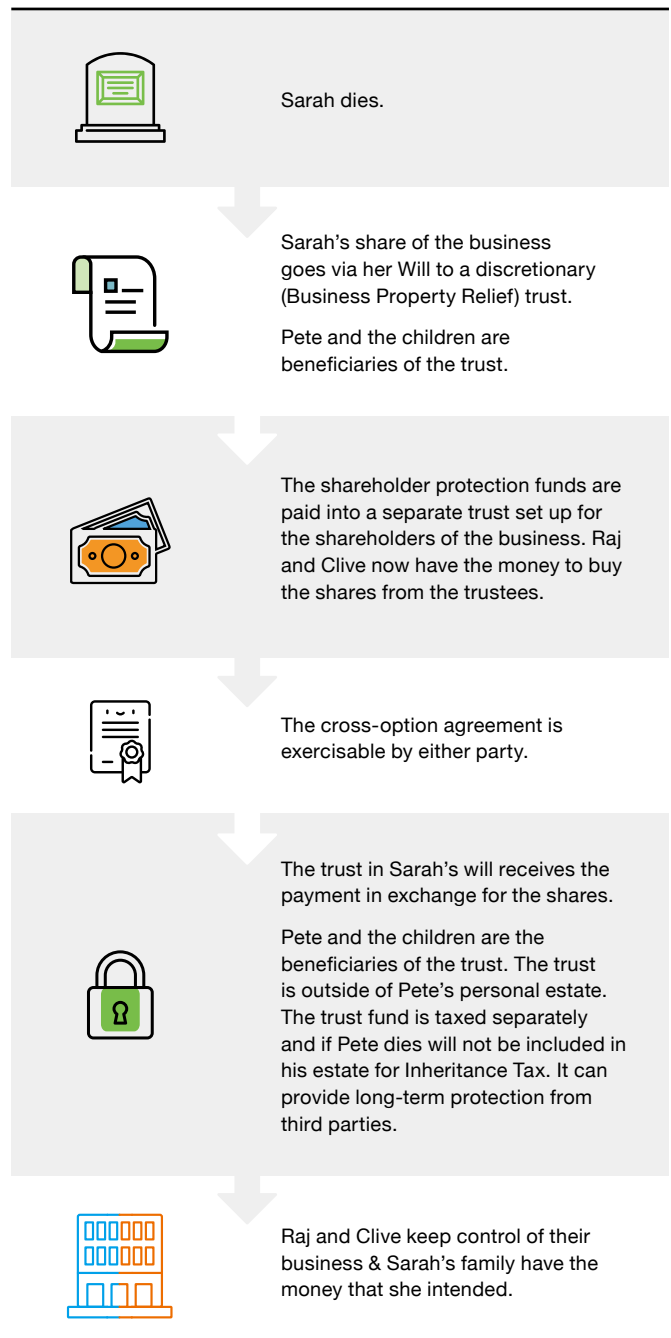 Sarah dies.
Sarah’s share of the business
goes via her Will to a discretionary
(Business Property Relief) trust.
Pete and the children are
beneficiaries of the trust.
The shareholder protection funds are
paid into a separate trust set up for
the shareholders of the business. Raj
and Clive now have the money to buy
the shares from the trustees.
The cross-option agreement is
exercisable by either party.
The trust in Sarah’s will receives the
payment in exchange for the shares.
Pete and the children are the
beneficiaries of the trust. The trust
is outside of Pete’s personal estate.
The trust fund is taxed separately
and if Pete dies will not be included in
his estate for Inheritance Tax. It can
provide long-term protection from
third parties.
Raj and Clive keep control of their
business & Sarah’s family have the
money that she intended.